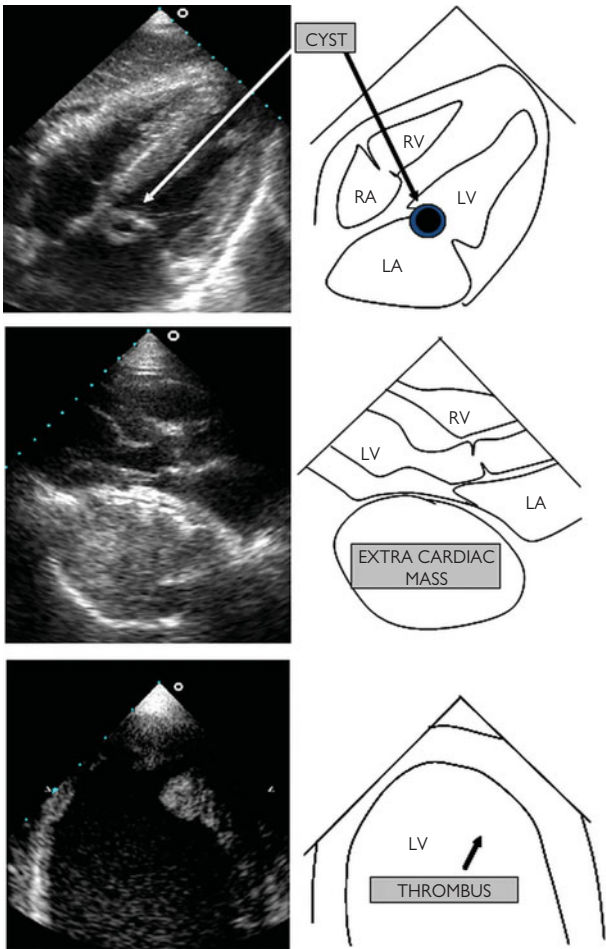 CYST
RV
RA
LV
LA
RV
LV
LA
EXTRA CARDIAC
MASS
LV
THROMBUS